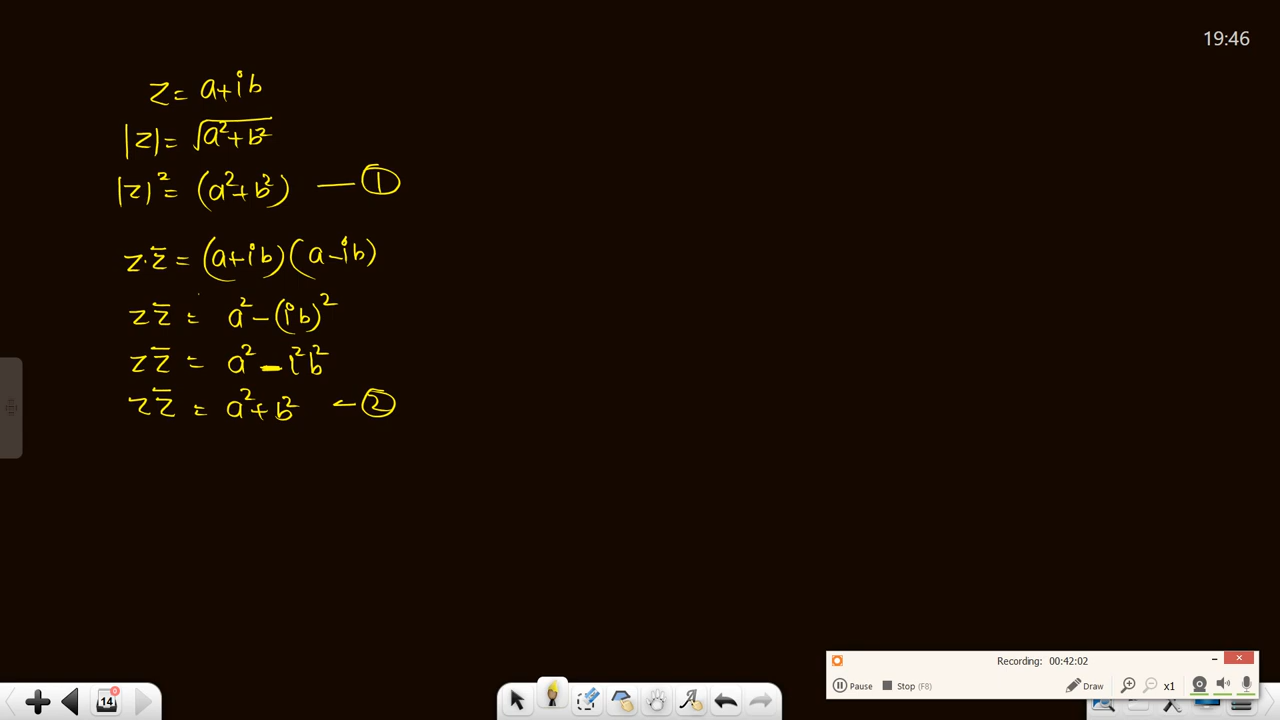 19:46
z = a+ib
|z| = √a²+b²
|z|² = (a²+b²) — ①
z·z̅ = (a+ib)(a-ib)
zz̅ = a² - (ib)²
zz̅ = a² - i²b²
zz̅ = a²+b² — ②
Recording: 00:42:02
Pause Stop (F8) Draw x1
14
0